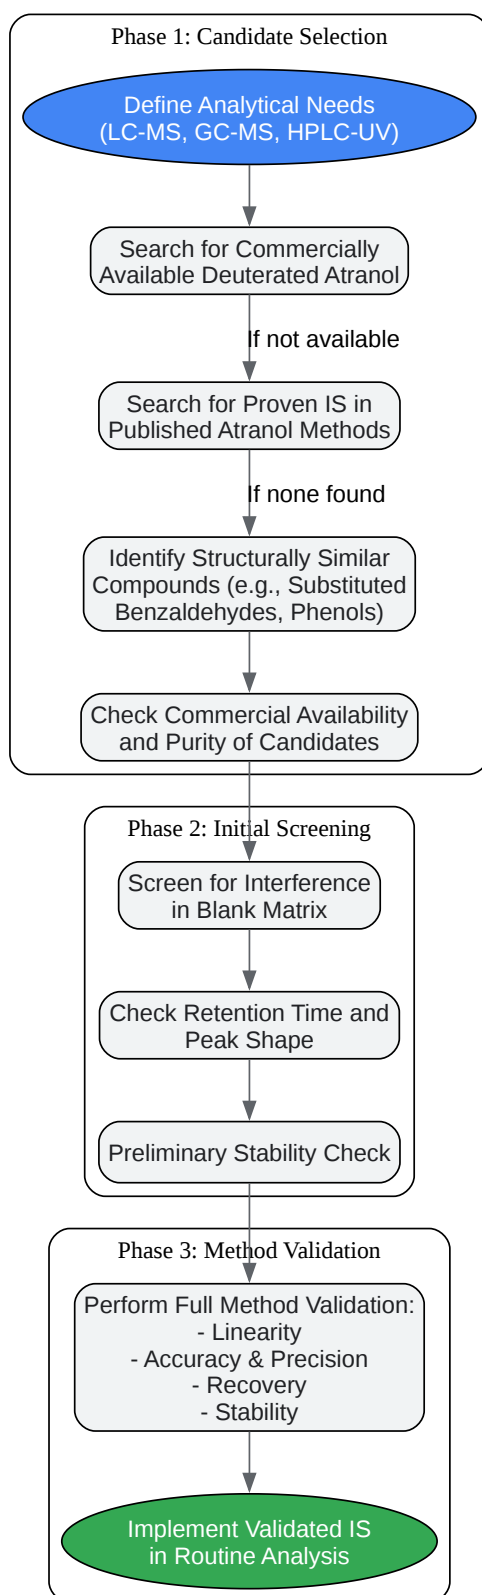 Phase 1: Candidate Selection
Define Analytical Needs
(LC-MS, GC-MS, HPLC-UV)
Search for Commercially
Available Deuterated Atranol
If not available
Search for Proven IS in
Published Atranol Methods
If none found
Identify Structurally Similar
Compounds (e.g., Substituted
Benzaldehydes, Phenols)
Check Commercial Availability
and Purity of Candidates
Phase 2: Initial Screening
Screen for Interference
in Blank Matrix
Check Retention Time and
Peak Shape
Preliminary Stability Check
Phase 3: Method Validation
Perform Full Method Validation:
- Linearity
- Accuracy & Precision
- Recovery
- Stability
Implement Validated IS
in Routine Analysis